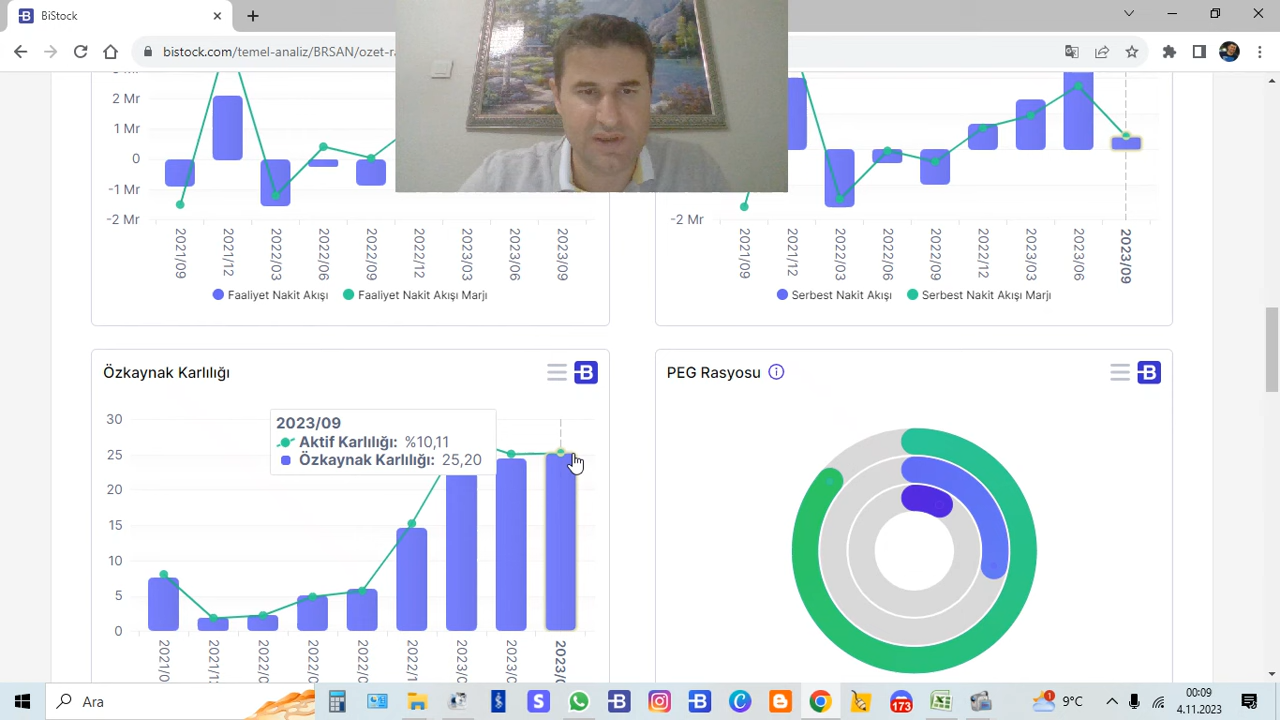 BiStock
bistock.com/temel-analiz/BRSAN/ozet-ra
2 Mr
1 Mr
0
-1 Mr
-2 Mr
2021/09
2021/12
2022/03
2022/06
2022/09
2022/12
2023/03
2023/06
2023/09
Faaliyet Nakit Akışı
Faaliyet Nakit Akışı Marjı
-2 Mr
2021/09
2021/12
2022/03
2022/06
2022/09
2022/12
2023/03
2023/06
2023/09
Serbest Nakit Akışı
Serbest Nakit Akışı Marjı
Özkaynak Karlılığı
B
30
25
20
15
10
5
0
2023/09
Aktif Karlılığı: %10,11
Özkaynak Karlılığı: 25,20
PEG Rasyosu
B
Ara
173
9°C
00:09
4.11.2023